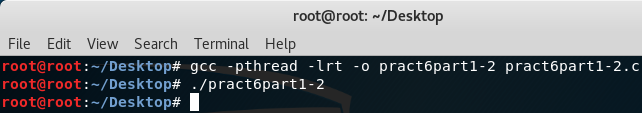 root@root: ~/Desktop
File Edit View Search Terminal Help
root@root:~/Desktop# gcc -pthread -lrt -o pract6part1-2 pract6part1-2.c
root@root:~/Desktop# ./pract6part1-2
root@root:~/Desktop#